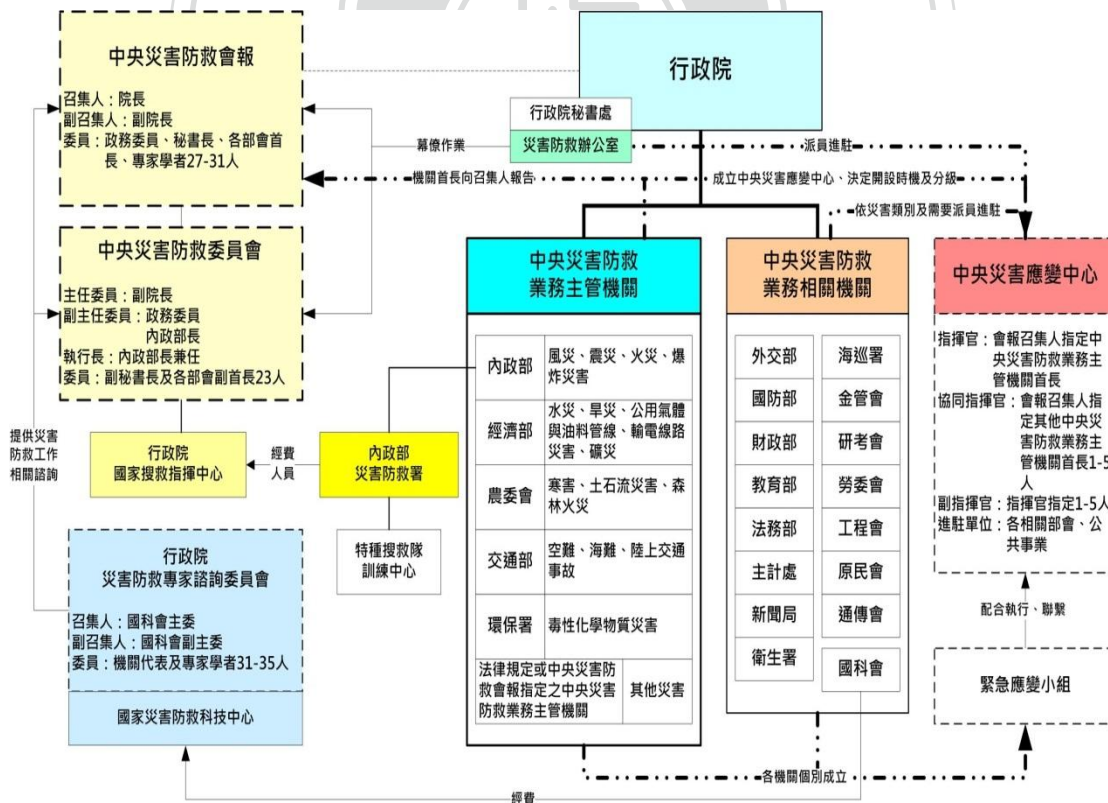 中央災害防救會報
召集人：院長
副召集人：副院長
委員：政務委員、秘書長、各部會首
長、專家學者27-31人
行政院
行政院秘書處
災害防救辦公室
幕僚作業
派員進駐
機關首長向召集人報告
成立中央災害應變中心、決定開設時機及分級
依災害類別及需要派員進駐
中央災害防救委員會
主任委員：副院長
副主任委員：政務委員
內政部長
執行長：內政部長兼任
委員：副秘書長及各部會副首長23人
提供災害
防救工作
相關諮詢
行政院
國家搜救指揮中心
經費
人員
內政部
災害防救署
特種搜救隊
訓練中心
行政院
災害防救專家諮詢委員會
召集人：國科會主委
副召集人：國科會副主委
委員：機關代表及專家學者31-35人
國家災害防救科技中心
中央災害防救
業務主管機關
內政部
風災、震災、火災、爆
炸災害
經濟部
水災、旱災、公用氣體
與油料管線、輸電線路
災害、礦災
農委會
寒害、土石流災害、森
林火災
交通部
空難、海難、陸上交通
事故
環保署
毒性化學物質災害
法律規定或中央災害防
救會報指定之中央災害
防救業務主管機關
其他災害
中央災害防救
業務相關機關
外交部
海巡署
國防部
金管會
財政部
研考會
教育部
勞委會
法務部
工程會
主計處
原民會
新聞局
通傳會
衛生署
國科會
中央災害應變中心
指揮官：會報召集人指定中
央災害防救業務主
管機關首長
協同指揮官：會報召集人指
定其他中央災
害防救業務主
管機關首長1-5
人
副指揮官：指揮官指定1-5人
進駐單位：各相關部會、公
共事業
配合執行、聯繫
緊急應變小組
各機關個別成立
經費